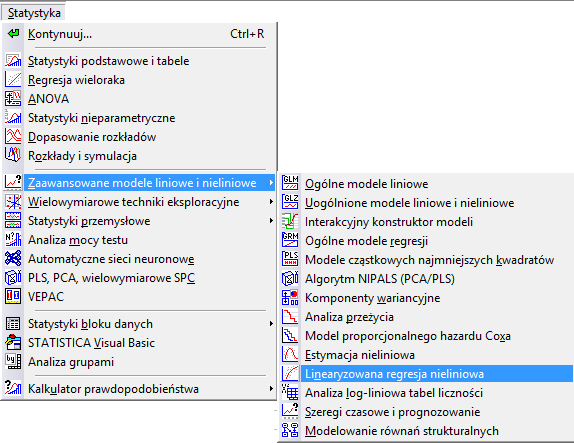 Statystyka
Kontynuuj... Ctrl+R
Statystyki podstawowe i tabele
Regresja wieloraka
ANOVA
Statystyki nieparametryczne
Dopasowanie rozkładów
Rozkłady i symulacja
Zaawansowane modele liniowe i nieliniowe
Wielowymiarowe techniki eksploracyjne
Statystyki przemysłowe
Analiza mocy testu
Automatyczne sieci neuronowe
PLS, PCA, wielowymiarowe SPC
VEPAC
Statystyki bloku danych
STATISTICA Visual Basic
Analiza grupami
Kalkulator prawdopodobieństwa
GLM Ogólne modele liniowe
GLZ Uogólnione modele liniowe i nieliniowe
Interakcyjny konstruktor modeli
GRM Ogólne modele regresji
PLS Modele cząstkowych najmniejszych kwadratów
Algorytm NIPALS (PCA/PLS)
Komponenty wariancyjne
Analiza przeżycia
Model proporcjonalnego hazardu Coxa
Estymacja nieliniowa
Linearyzowana regresja nieliniowa
Analiza log-liniowa tabel liczności
Szeregi czasowe i prognozowanie
Modelowanie równań strukturalnych